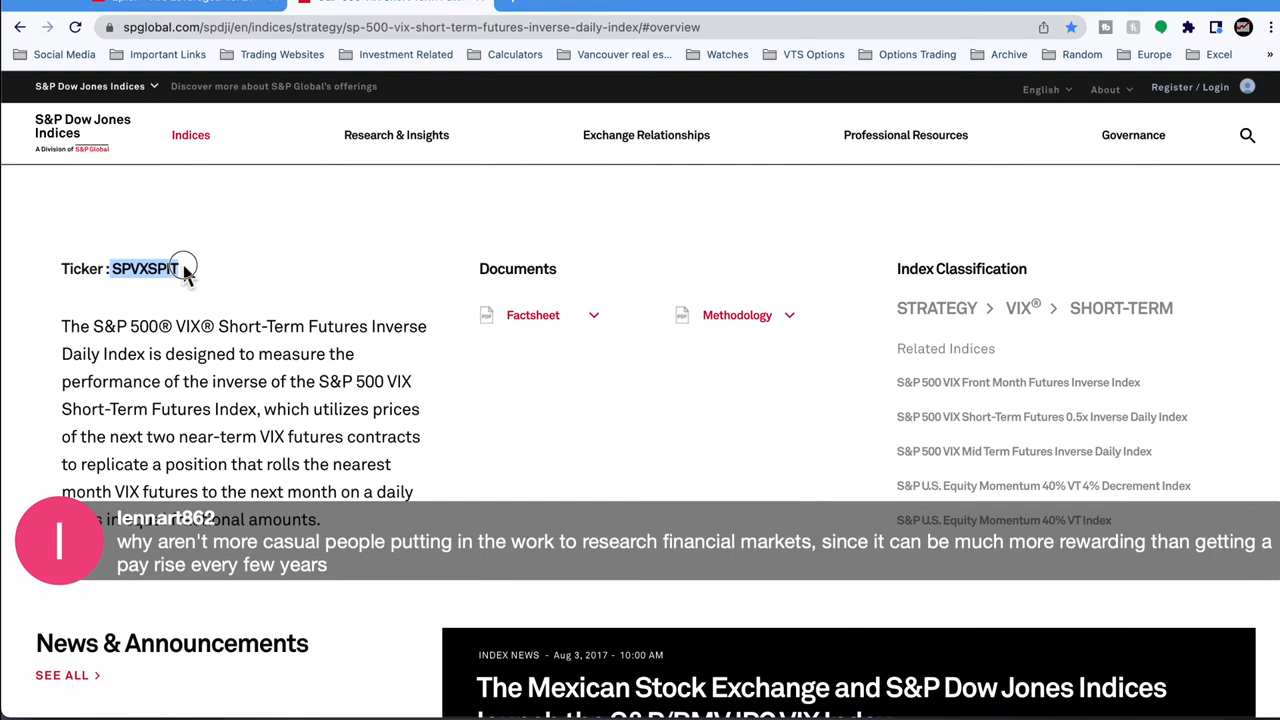 spglobal.com/spdji/en/indices/strategy/sp-500-vix-short-term-futures-inverse-daily-index/#overview
Social Media
Important Links
Trading Websites
Investment Related
Calculators
Vancouver real es...
Watches
VTS Options
Options Trading
Archive
Random
Europe
Excel
»
S&P Dow Jones Indices
Discover more about S&P Global's offerings
English
About
Register / Login
S&P Dow Jones
Indices
A Division of S&P Global
Indices
Research & Insights
Exchange Relationships
Professional Resources
Governance
Ticker : SPVXSPIT
The S&P 500® VIX® Short-Term Futures Inverse
Daily Index is designed to measure the
performance of the inverse of the S&P 500 VIX
Short-Term Futures Index, which utilizes prices
of the next two near-term VIX futures contracts
to replicate a position that rolls the nearest
month VIX futures to the next month on a daily
Documents
Factsheet
Methodology
Index Classification
STRATEGY > VIX® > SHORT-TERM
Related Indices
S&P 500 VIX Front Month Futures Inverse Index
S&P 500 VIX Short-Term Futures 0.5x Inverse Daily Index
S&P 500 VIX Mid Term Futures Inverse Daily Index
S&P U.S. Equity Momentum 40% VT 4% Decrement Index
S&P U.S. Equity Momentum 40% VT Index
l
lennart862
amounts.
why aren't more casual people putting in the work to research financial markets, since it can be much more rewarding than getting a
pay rise every few years
News & Announcements
SEE ALL >
INDEX NEWS - Aug 3, 2017 - 10:00 AM
The Mexican Stock Exchange and S&P Dow Jones Indices